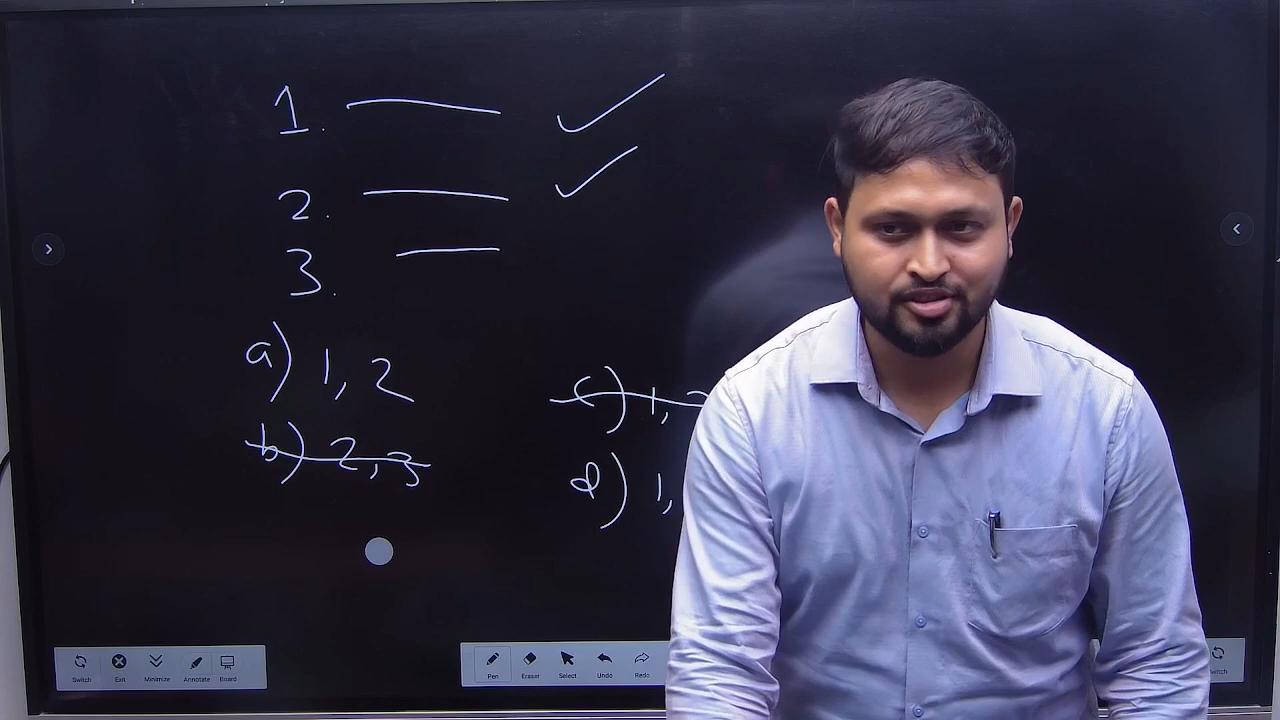 1.
2.
3.
a) 1, 2
b) 2, 3
c) 1,
d) 1,
Switch Exit Minimize Annotate Board
Pen Eraser Select Undo Redo
witch